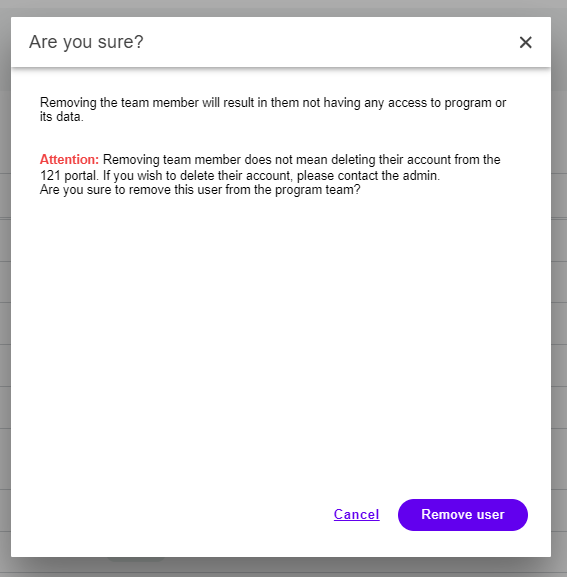 Are you sure?
Removing the team member will result in them not having any access to program or
its data.
Attention: Removing team member does not mean deleting their account from the
121 portal. If you wish to delete their account, please contact the admin.
Are you sure to remove this user from the program team?
Cancel
Remove user